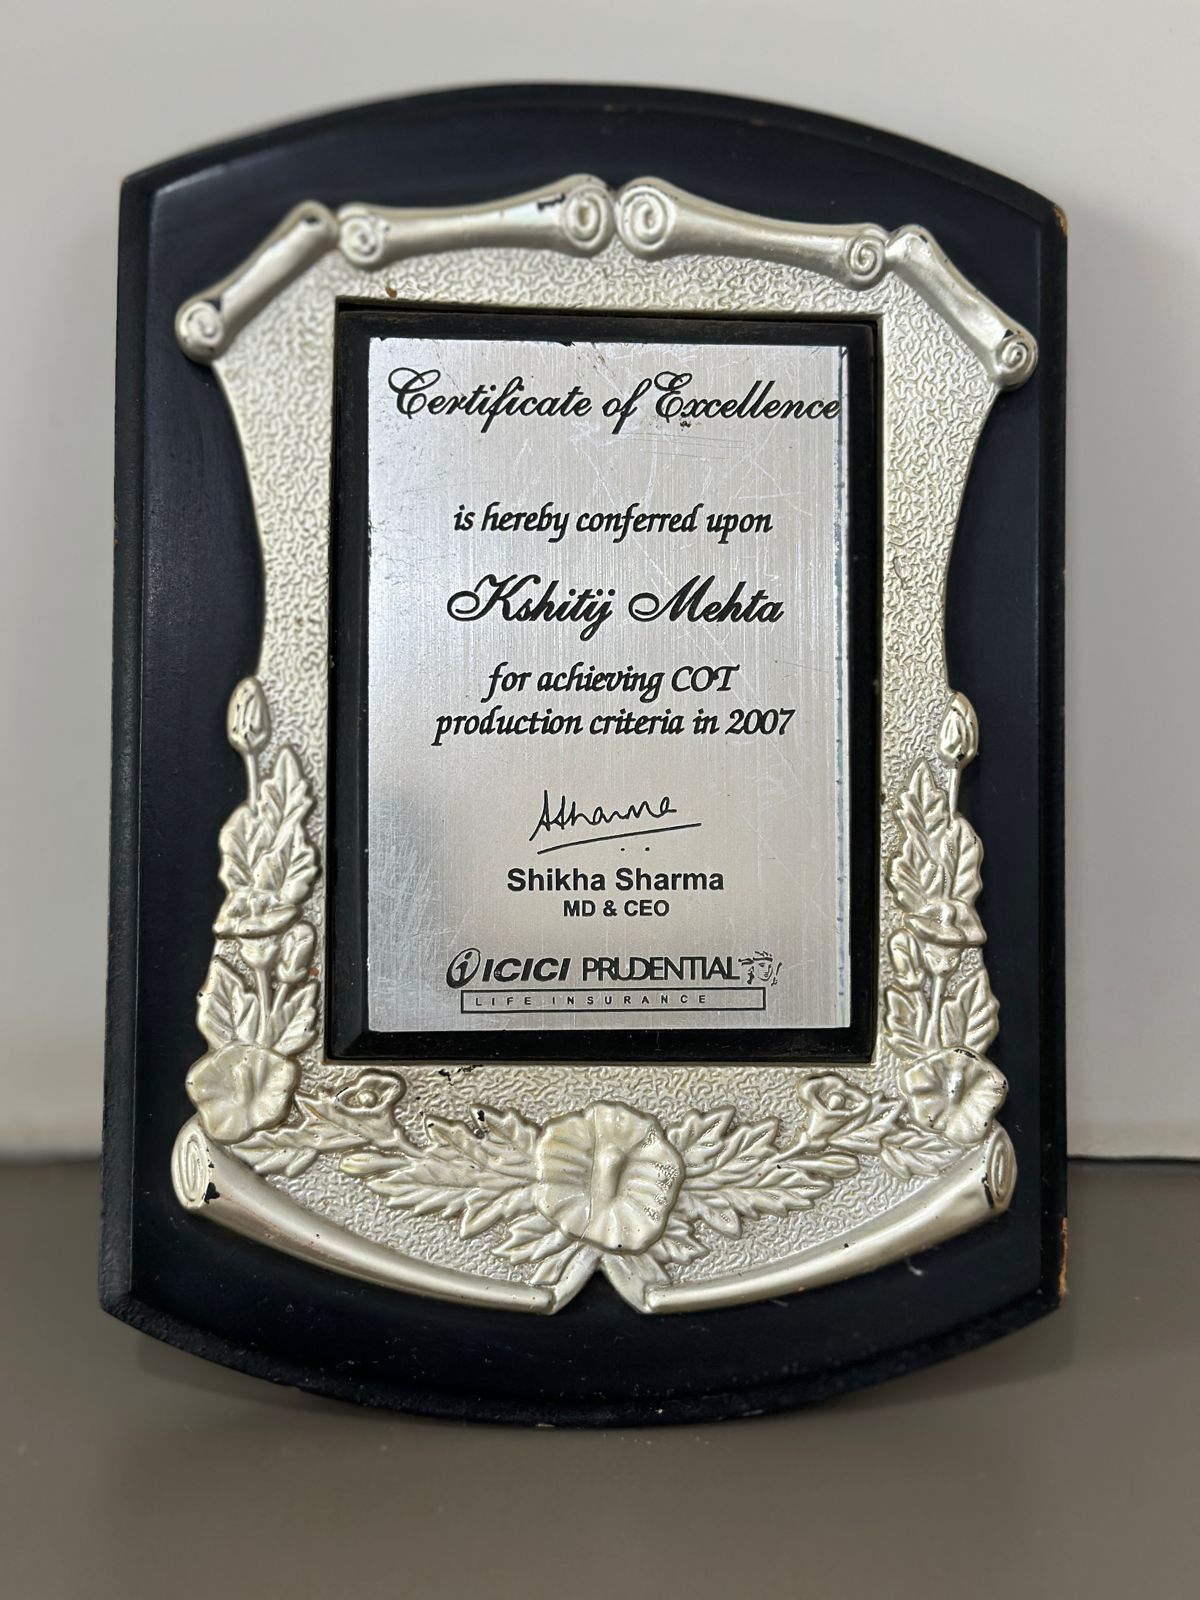 Certificate of Excellence
is hereby conferred upon
Kshitij Mehta
for achieving COT
production criteria in 2007
Shikha Sharma
MD & CEO
ICICI PRUDENTIAL
LIFE INSURANCE